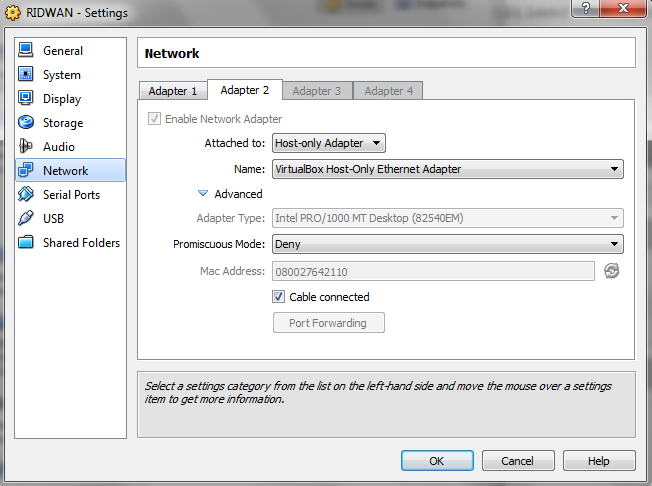 RIDWAN - Settings
General
System
Display
Storage
Audio
Network
Serial Ports
USB
Shared Folders
Network
Adapter 1 Adapter 2 Adapter 3 Adapter 4
Enable Network Adapter
Attached to: Host-only Adapter
Name: VirtualBox Host-Only Ethernet Adapter
Advanced
Adapter Type: Intel PRO/1000 MT Desktop (82540EM)
Promiscuous Mode: Deny
Mac Address: 080027642110
Cable connected
Port Forwarding
Select a settings category from the list on the left-hand side and move the mouse over a settings
item to get more information.
OK Cancel Help